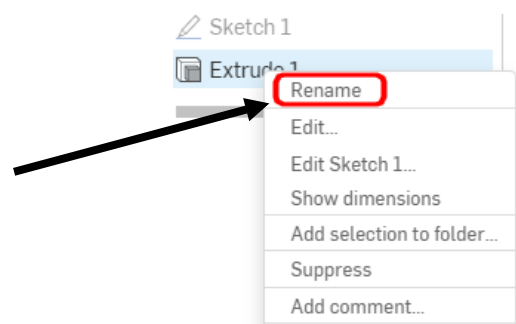 Sketch 1
Extrude 1
Rename
Edit...
Edit Sketch 1...
Show dimensions
Add selection to folder...
Suppress
Add comment...